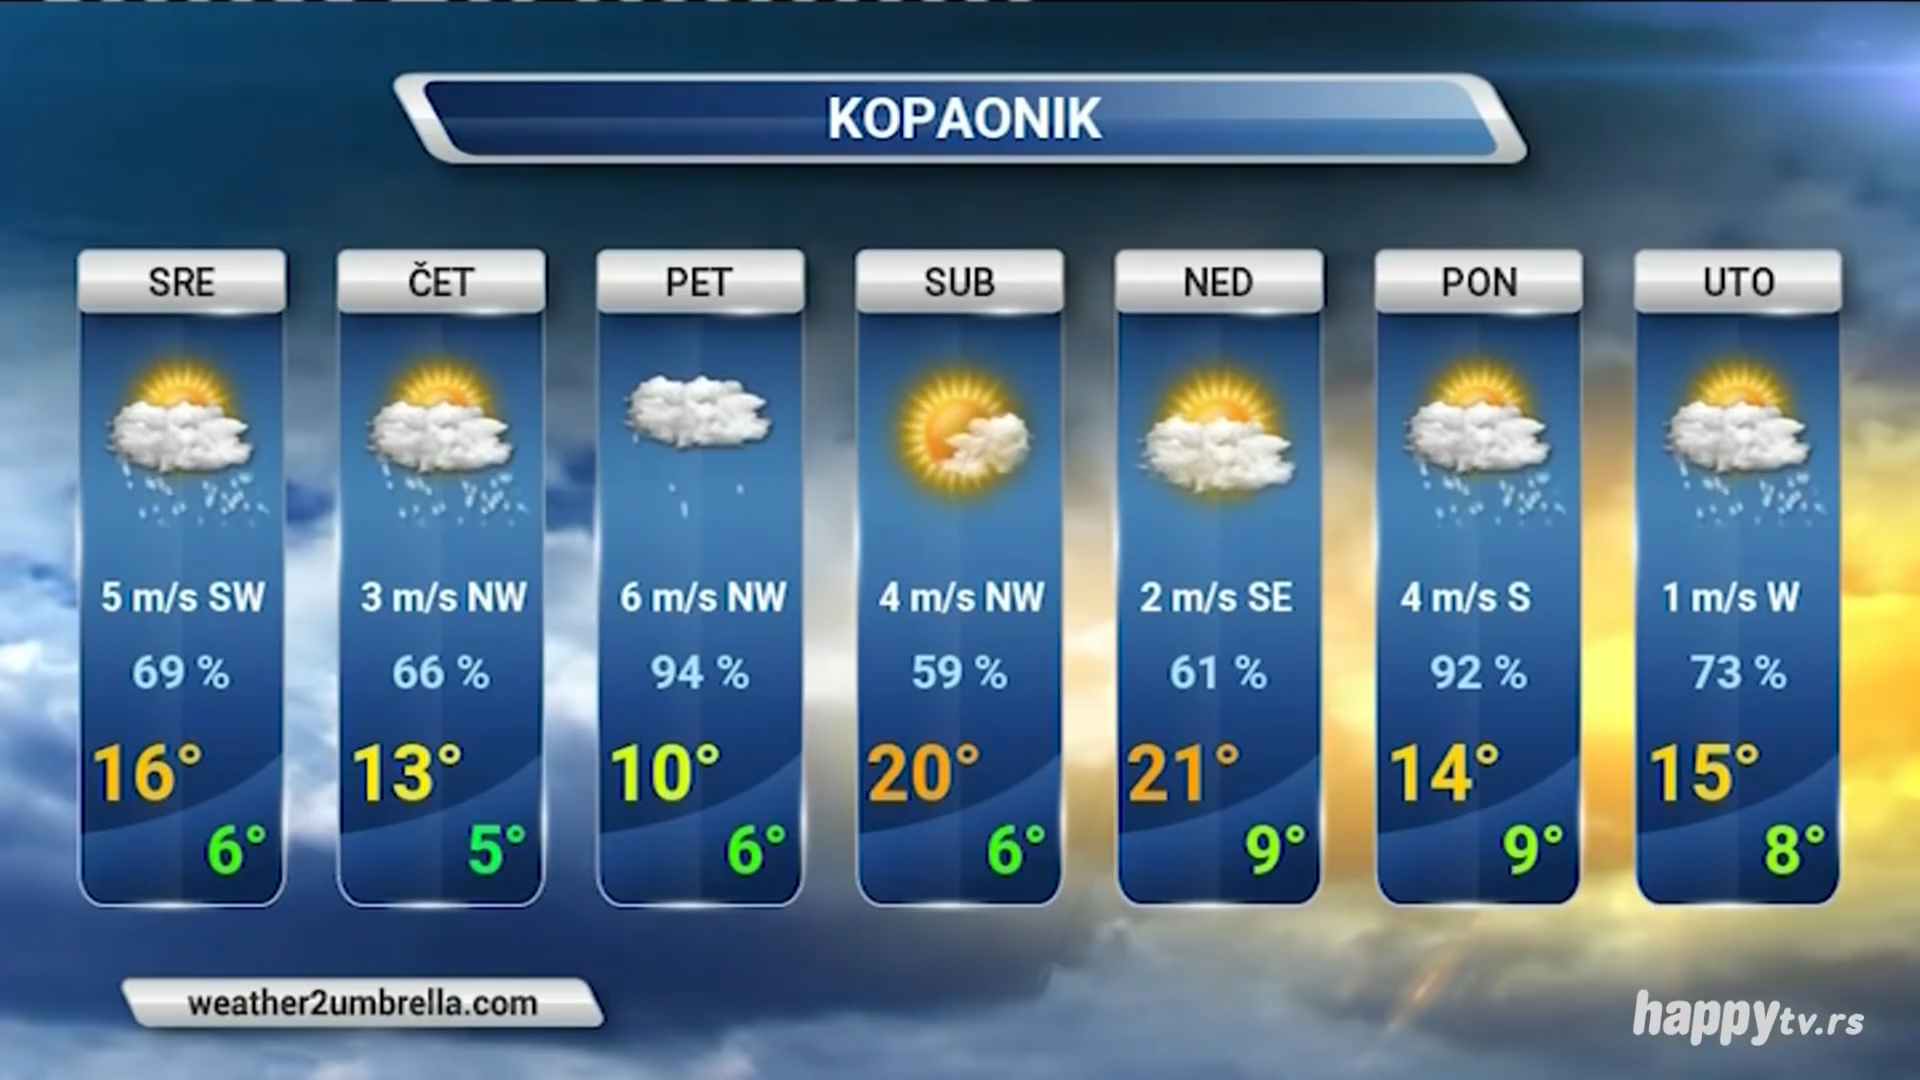 KOPAONIK
SRE ČET PET SUB NED PON UTO
5 m/s SW 3 m/s NW 6 m/s NW 4 m/s NW 2 m/s SE 4 m/s S 1 m/s W
69 % 66 % 94 % 59 % 61 % 92 % 73 %
16° 13° 10° 20° 21° 14° 15°
6° 5° 6° 6° 9° 9° 8°
weather2umbrella.com
happytv.rs